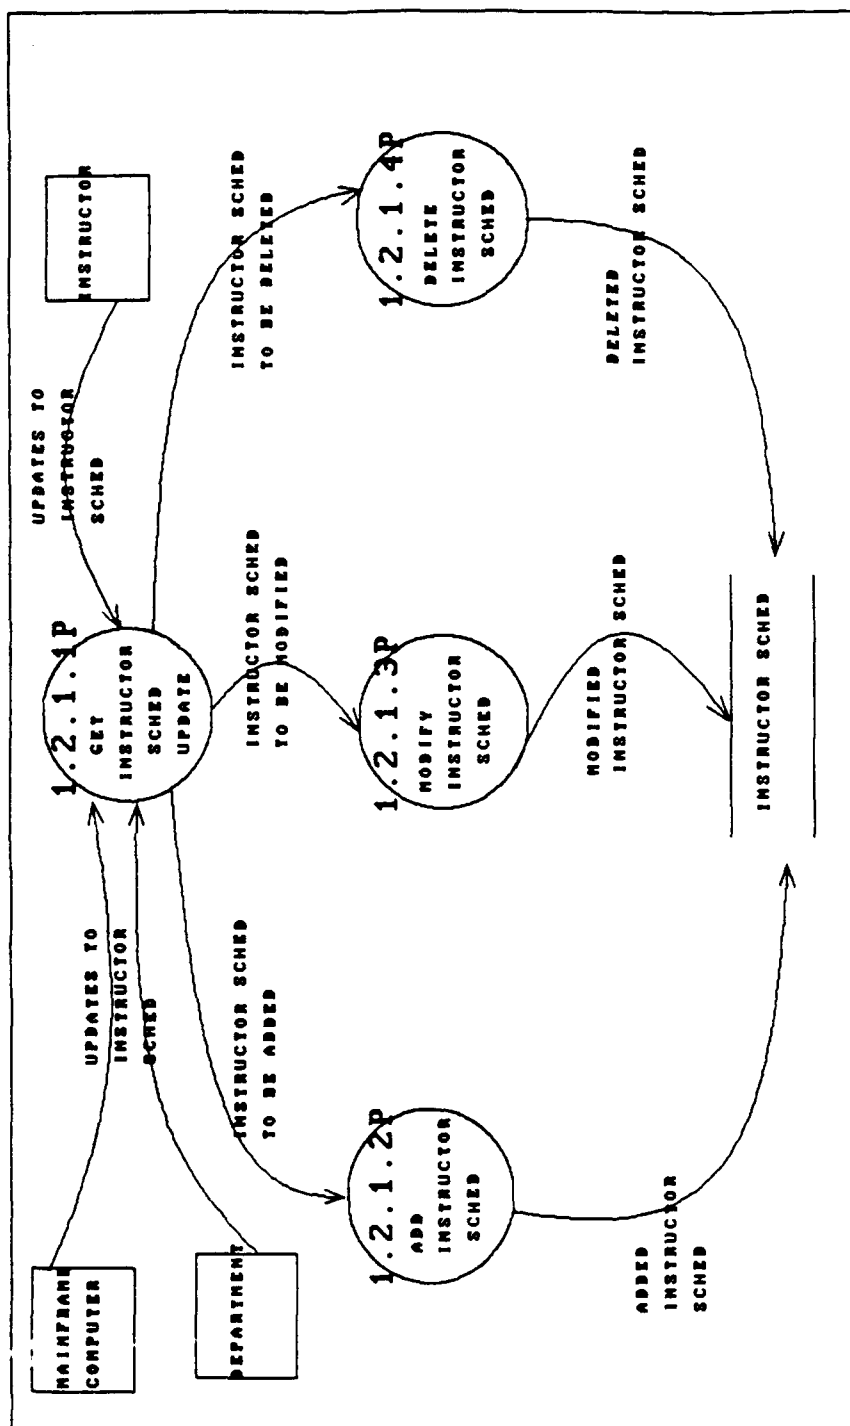 MAINFRAME
COMPUTER
DEPARTMENT
UPDATES TO
INSTRUCTOR
SCHED
1.2.1.1P
GET
INSTRUCTOR
SCHED
UPDATE
UPDATES TO
INSTRUCTOR
SCHED
INSTRUCTOR
INSTRUCTOR SCHED
TO BE ADDED
INSTRUCTOR SCHED
TO BE MODIFIED
INSTRUCTOR SCHED
TO BE DELETED
1.2.1.2P
ADD
INSTRUCTOR
SCHED
1.2.1.3P
MODIFY
INSTRUCTOR
SCHED
1.2.1.4P
DELETE
INSTRUCTOR
SCHED
ADDED
INSTRUCTOR
SCHED
MODIFIED
INSTRUCTOR SCHED
DELETED
INSTRUCTOR SCHED
INSTRUCTOR SCHED